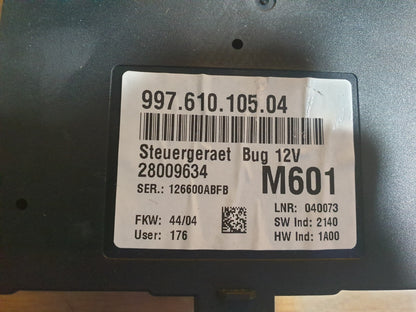 997.610.105.04
Steuergeraet Bug 12V
28009634
M601
SER.: 126600ABFB
LNR: 040073
FKW: 44/04
SW Ind: 2140
User: 176
HW Ind: 1A00